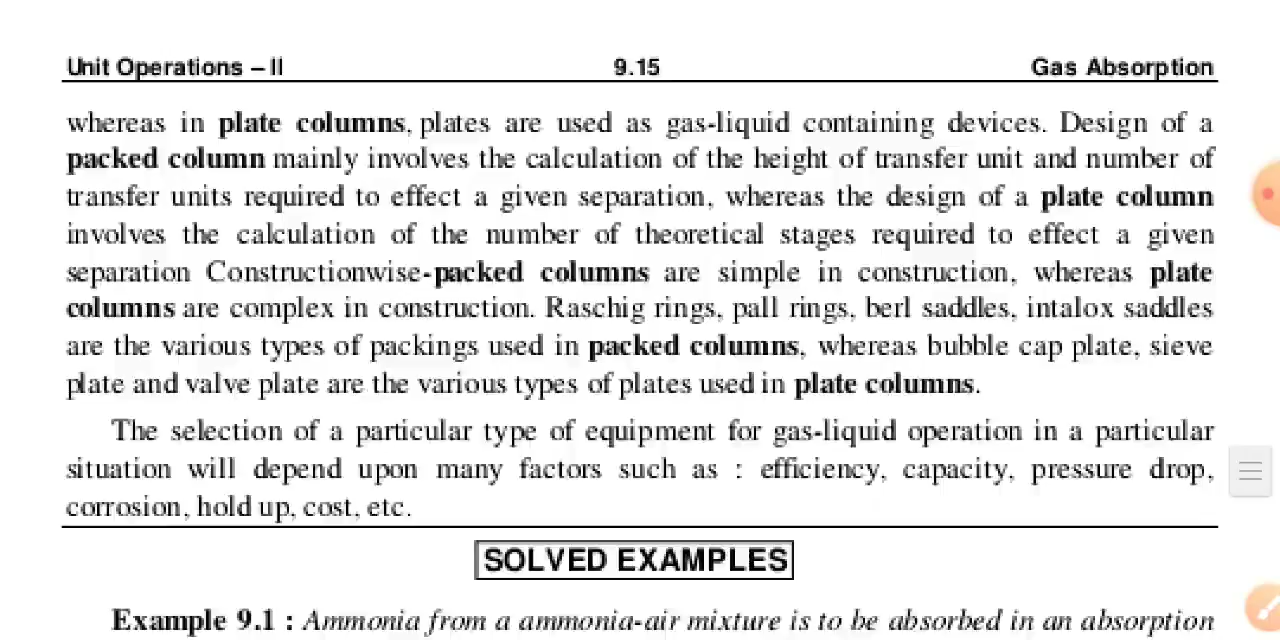 Unit Operations – II 9.15 Gas Absorption
whereas in plate columns, plates are used as gas-liquid containing devices. Design of a
packed column mainly involves the calculation of the height of transfer unit and number of
transfer units required to effect a given separation, whereas the design of a plate column
involves the calculation of the number of theoretical stages required to effect a given
separation Constructionwise-packed columns are simple in construction, whereas plate
columns are complex in construction. Raschig rings, pall rings, berl saddles, intalox saddles
are the various types of packings used in packed columns, whereas bubble cap plate, sieve
plate and valve plate are the various types of plates used in plate columns.
The selection of a particular type of equipment for gas-liquid operation in a particular
situation will depend upon many factors such as : efficiency, capacity, pressure drop,
corrosion, hold up, cost, etc.
SOLVED EXAMPLES
Example 9.1 : Ammonia from a ammonia-air mixture is to be absorbed in an absorption